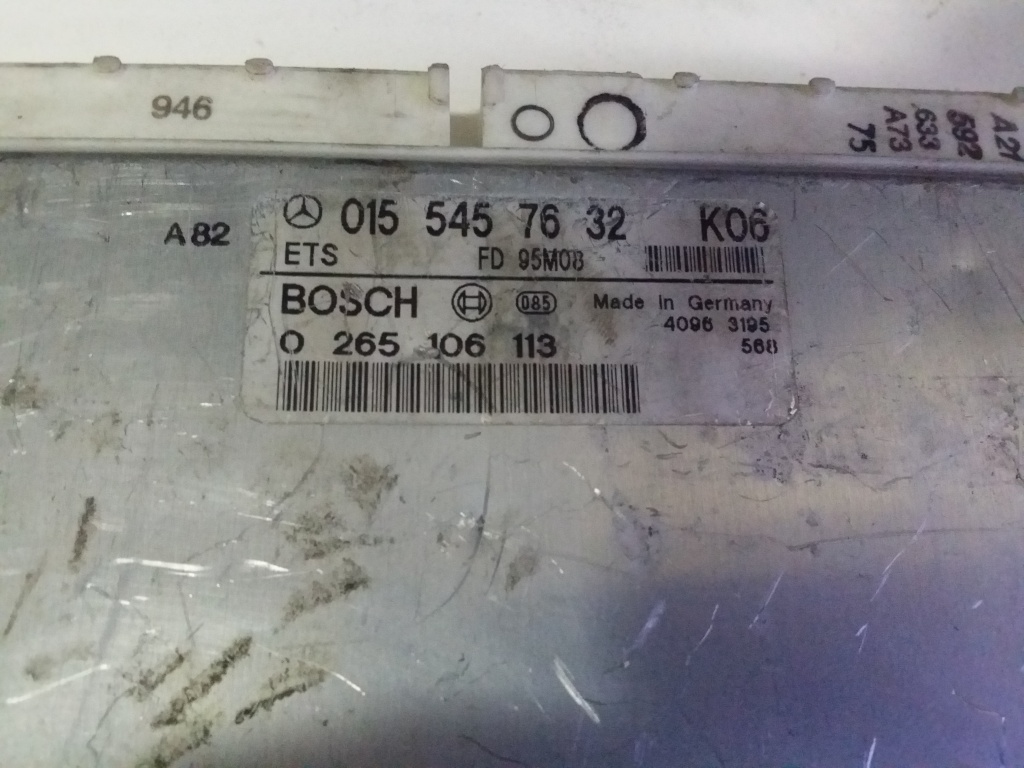 946
A21
592
633
A73
75
A82
015 545 76 32 K06
ETS FD 95M08
BOSCH 085 Made in Germany
4096 3195
0 265 106 113 568